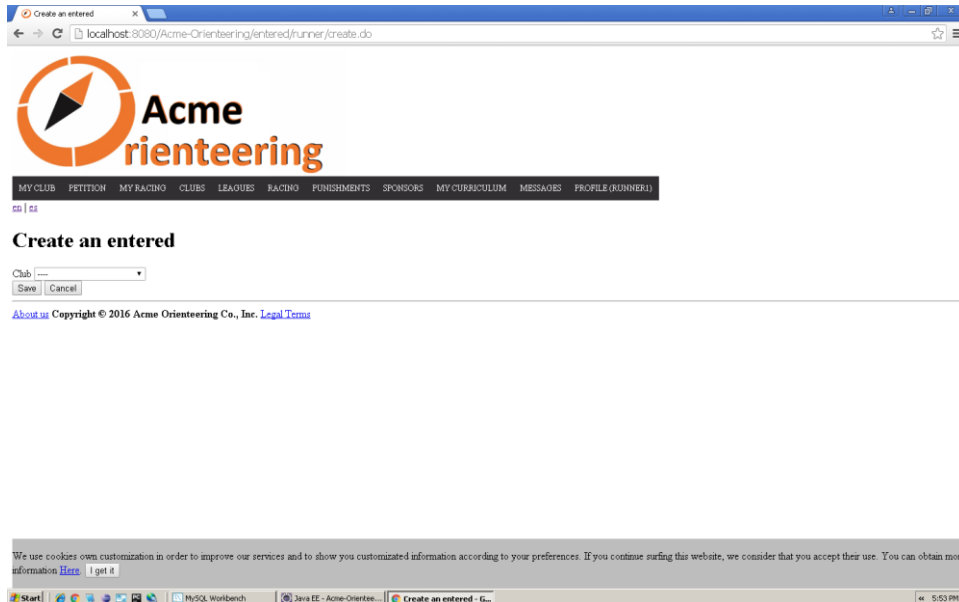 Create an entered
localhost:8080/Acme-Orienteering/entered/runner/create.do
Acme
rienteering
MY CLUB PETITION MY RACING CLUBS LEAGUES RACING PUNISHMENTS SPONSORS MY CURRICULUM MESSAGES PROFILE (RUNNER1)
en | es
Create an entered
Club ----
Save Cancel
About us Copyright © 2016 Acme Orienteering Co., Inc. Legal Terms
We use cookies own customization in order to improve our services and to show you customizated information according to your preferences. If you continue surfing this website, we consider that you accept their use. You can obtain mor
information Here. I get it
Start MySQL Workbench Java EE - Acme-Orientee... Create an entered - G... 5:53 PM